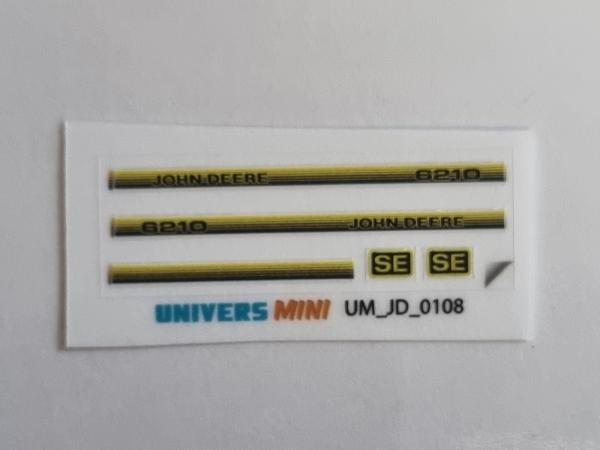 JOHN DEERE 6210
6210 JOHN DEERE
SE SE
UNIVERS MINI UM_JD_0108